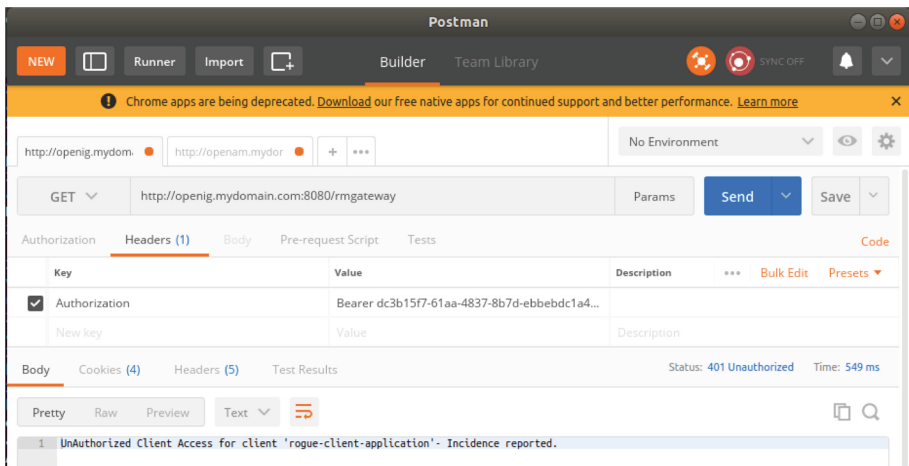 Postman
NEW Runner Import Builder Team Library SYNC OFF
Chrome apps are being deprecated. Download our free native apps for continued support and better performance. Learn more
http://openig.mydom. http://openam.mydor + ••• No Environment
GET http://openig.mydomain.com:8080/rmgateway Params Send Save
Authorization Headers (1) Body Pre-request Script Tests Code
Key Value Description ••• Bulk Edit Presets
Authorization Bearer dc3b15f7-61aa-4837-8b7d-ebbebdc1a4...
New key Value Description
Body Cookies (4) Headers (5) Test Results Status: 401 Unauthorized Time: 549 ms
Pretty Raw Preview Text
1 UnAuthorized Client Access for client 'rogue-client-application'- Incidence reported.